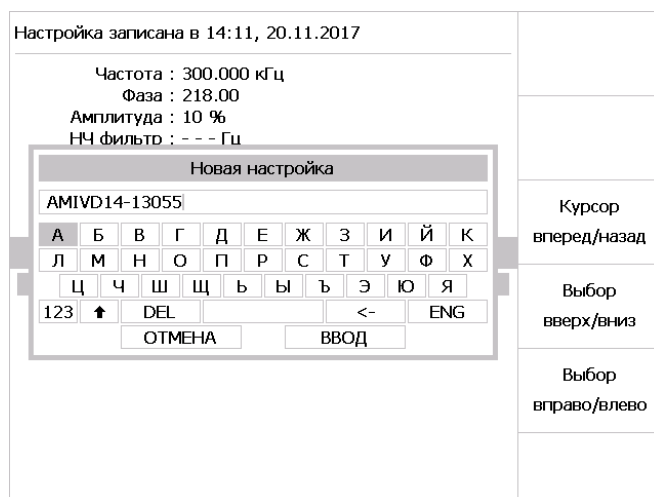 Настройка записана в 14:11, 20.11.2017
Частота : 300.000 кГц
Фаза : 218.00
Амплитуда : 10 %
НЧ фильтр : - - - Гц
Новая настройка
AMIVD14-13055
А Б В Г Д Е Ж З И Й К
Л М Н О П Р С Т У Ф Х
Ц Ч Ш Щ Ь Ы Ъ Э Ю Я
123 ⬆ DEL <- ENG
ОТМЕНА ВВОД
Курсор
вперед/назад
Выбор
вверх/вниз
Выбор
вправо/влево